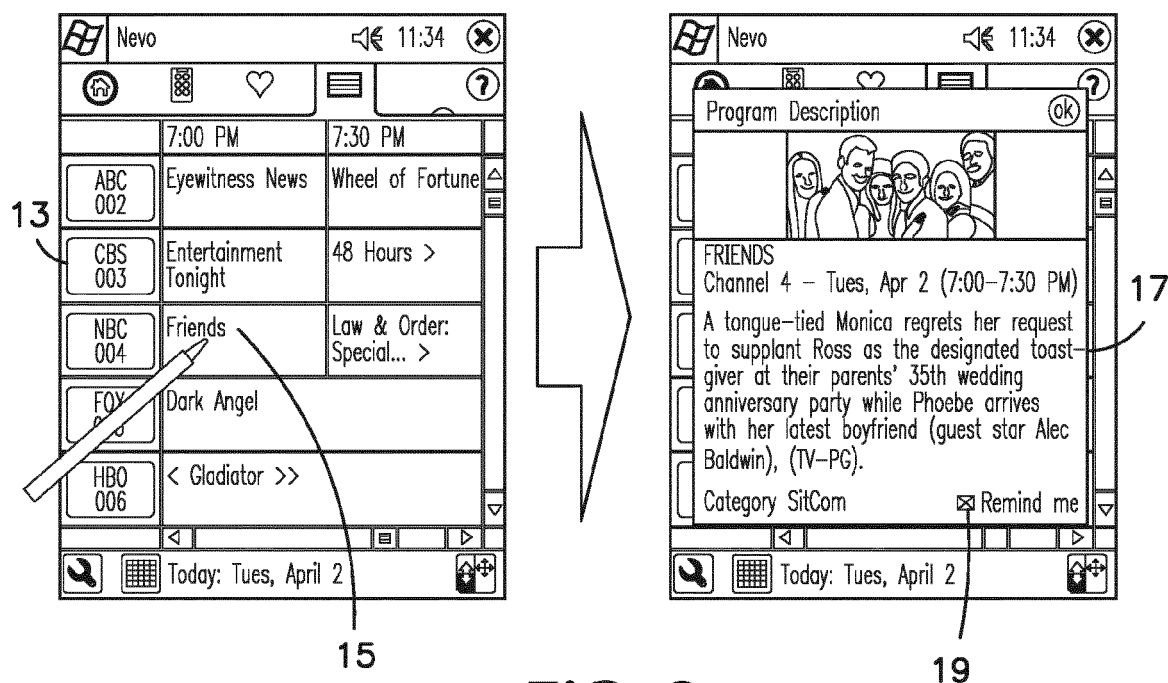 Nevo 11:34
7:00 PM 7:30 PM
ABC 002 Eyewitness News Wheel of Fortune
13
CBS 003 Entertainment Tonight 48 Hours >
NBC 004 Friends Law & Order: Special... >
FOX Dark Angel
HBO 006 < Gladiator >>
Today: Tues, April 2
15
Nevo 11:34
?
Program Description ok
FRIENDS
Channel 4 – Tues, Apr 2 (7:00–7:30 PM)
17
A tongue–tied Monica regrets her request
to supplant Ross as the designated toast–
giver at their parents' 35th wedding
anniversary party while Phoebe arrives
with her latest boyfriend (guest star Alec
Baldwin), (TV–PG).
Category SitCom Remind me
Today: Tues, April 2
19